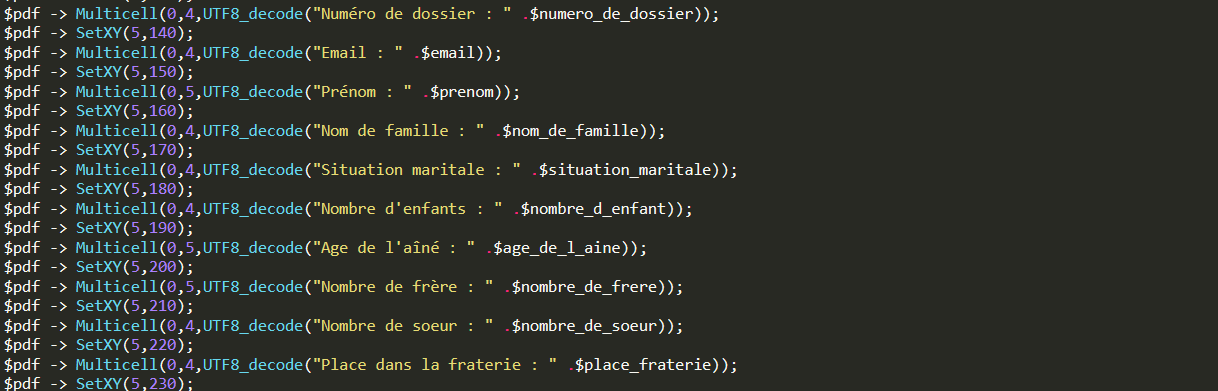 $pdf -> Multicell(0,4,UTF8_decode("Numéro de dossier : " .$numero_de_dossier));
$pdf -> SetXY(5,140);
$pdf -> Multicell(0,4,UTF8_decode("Email : " .$email));
$pdf -> SetXY(5,150);
$pdf -> Multicell(0,5,UTF8_decode("Prénom : " .$prenom));
$pdf -> SetXY(5,160);
$pdf -> Multicell(0,4,UTF8_decode("Nom de famille : " .$nom_de_famille));
$pdf -> SetXY(5,170);
$pdf -> Multicell(0,4,UTF8_decode("Situation maritale : " .$situation_maritale));
$pdf -> SetXY(5,180);
$pdf -> Multicell(0,4,UTF8_decode("Nombre d'enfants : " .$nombre_d_enfant));
$pdf -> SetXY(5,190);
$pdf -> Multicell(0,5,UTF8_decode("Age de l'aîné : " .$age_de_l_aine));
$pdf -> SetXY(5,200);
$pdf -> Multicell(0,5,UTF8_decode("Nombre de frère : " .$nombre_de_frere));
$pdf -> SetXY(5,210);
$pdf -> Multicell(0,4,UTF8_decode("Nombre de soeur : " .$nombre_de_soeur));
$pdf -> SetXY(5,220);
$pdf -> Multicell(0,4,UTF8_decode("Place dans la fraterie : " .$place_fraterie));
$pdf -> SetXY(5,230);